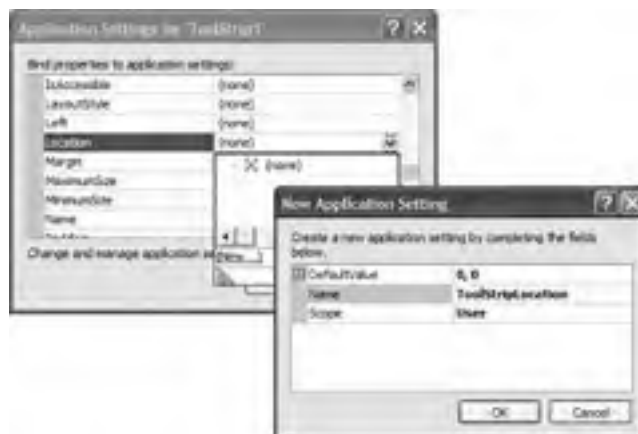 Application Settings for 'ToolStrip1'
Bind properties to application settings:
IsAccessible (none)
LayoutStyle (none)
Left (none)
Location (none)
Margin
(none)
MaximumSize
MinimumSize
Name
Change and manage application
New Application Setting
Create a new application setting by completing the fields
below.
DefaultValue 0, 0
Name ToolStripLocation
Scope User
OK Cancel